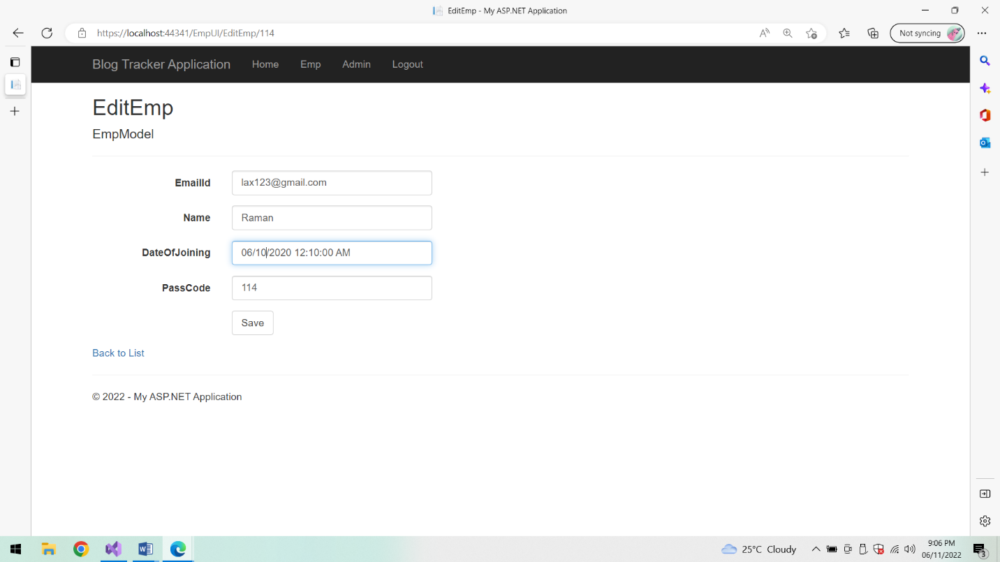 EditEmp - My ASP.NET Application
https://localhost:44341/EmpUI/EditEmp/114
Not syncing
Blog Tracker Application Home Emp Admin Logout
EditEmp
EmpModel
EmailId lax123@gmail.com
Name Raman
DateOfJoining 06/10/2020 12:10:00 AM
PassCode 114
Save
Back to List
© 2022 - My ASP.NET Application
25°C Cloudy
9:06 PM
06/11/2022
3